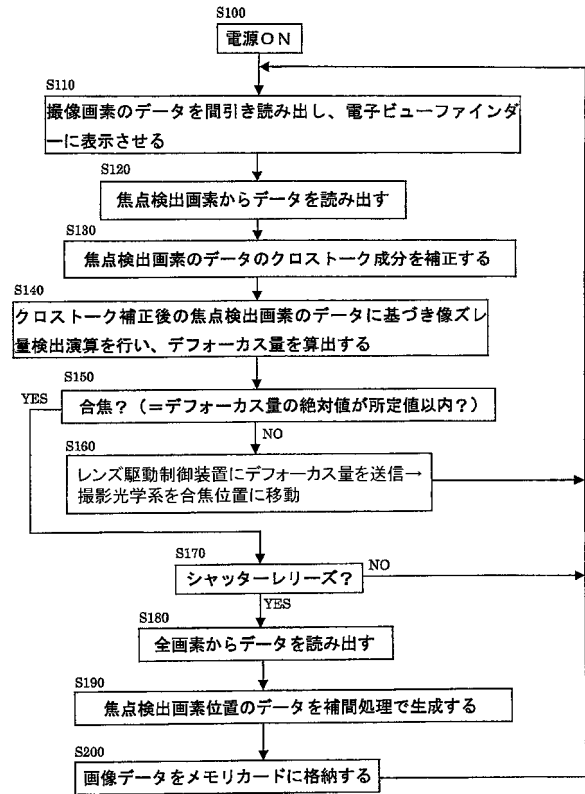 S100
電源ON
S110
撮像画素のデータを間引き読み出し、電子ビューファインダ
ーに表示させる
S120
焦点検出画素からデータを読み出す
S130
焦点検出画素のデータのクロストーク成分を補正する
S140
クロストーク補正後の焦点検出画素のデータに基づき像ズレ
量検出演算を行い、デフォーカス量を算出する
S150
YES
合焦？（＝デフォーカス量の絶対値が所定値以内？）
NO
S160
レンズ駆動制御装置にデフォーカス量を送信→
撮影光学系を合焦位置に移動
S170
シャッターレリーズ？
NO
YES
S180
全画素からデータを読み出す
S190
焦点検出画素位置のデータを補間処理で生成する
S200
画像データをメモリカードに格納する